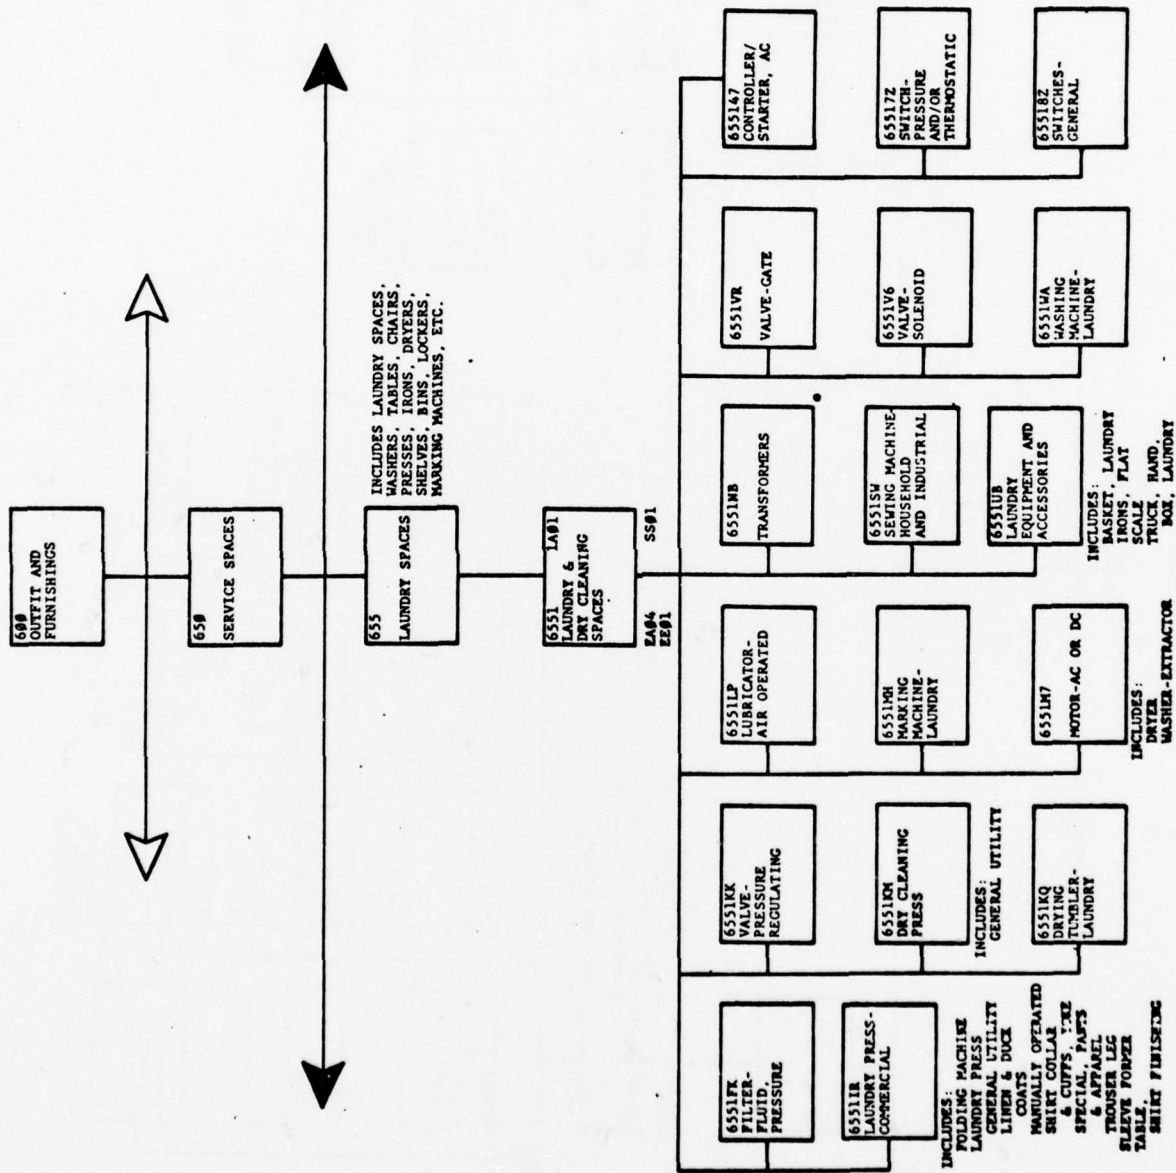 600
OUTFIT AND
FURNISHINGS
650
SERVICE SPACES
655
LAUNDRY SPACES
INCLUDES LAUNDRY SPACES,
WASHERS, TABLES, CHAIRS,
PRESSES, IRONS, DRYERS,
SHELVES, BINS, LOCKERS,
MARKING MACHINES, ETC.
6551 1A01
LAUNDRY &
DRY CLEANING
SPACES
EA04 SS01
EE01
6551FK
FILTER-
FLUID,
PRESSURE
6551IR
LAUNDRY PRESS-
COMMERCIAL
INCLUDES:
FOLDING MACHINE
LAUNDRY PRESS
GENERAL UTILITY
LINEN & DUCK
COATS
MANUALLY OPERATED
SHIRT COLLAR
& CUFFS, YOKE
SPECIAL, PANTS
& APPAREL
TROUSER LEG
SLEEVE FORMER
TABLE,
SHIRT FINISHING
6551KK
VALVE-
PRESSURE
REGULATING
6551KM
DRY CLEANING
PRESS
INCLUDES:
GENERAL UTILITY
6551KQ
DRYING
TUMBLER-
LAUNDRY
6551LP
LUBRICATOR-
AIR OPERATED
6551MH
MARKING
MACHINE-
LAUNDRY
6551M7
MOTOR-AC OR DC
INCLUDES:
DRYER
WASHER-EXTRACTOR
6551NB
TRANSFORMERS
6551SW
SEWING MACHINE-
HOUSEHOLD
AND INDUSTRIAL
6551UB
LAUNDRY
EQUIPMENT AND
ACCESSORIES
INCLUDES:
BASKET, LAUNDRY
IRONS, FLAT
SCALE
TRUCK, HAND,
BOX, LAUNDRY
6551VR
VALVE-GATE
6551V6
VALVE-
SOLENOID
6551WA
WASHING
MACHINE-
LAUNDRY
655147
CONTROLLER/
STARTER, AC
65517Z
SWITCH-
PRESSURE
AND/OR
THERMOSTATIC
65518Z
SWITCHES-
GENERAL